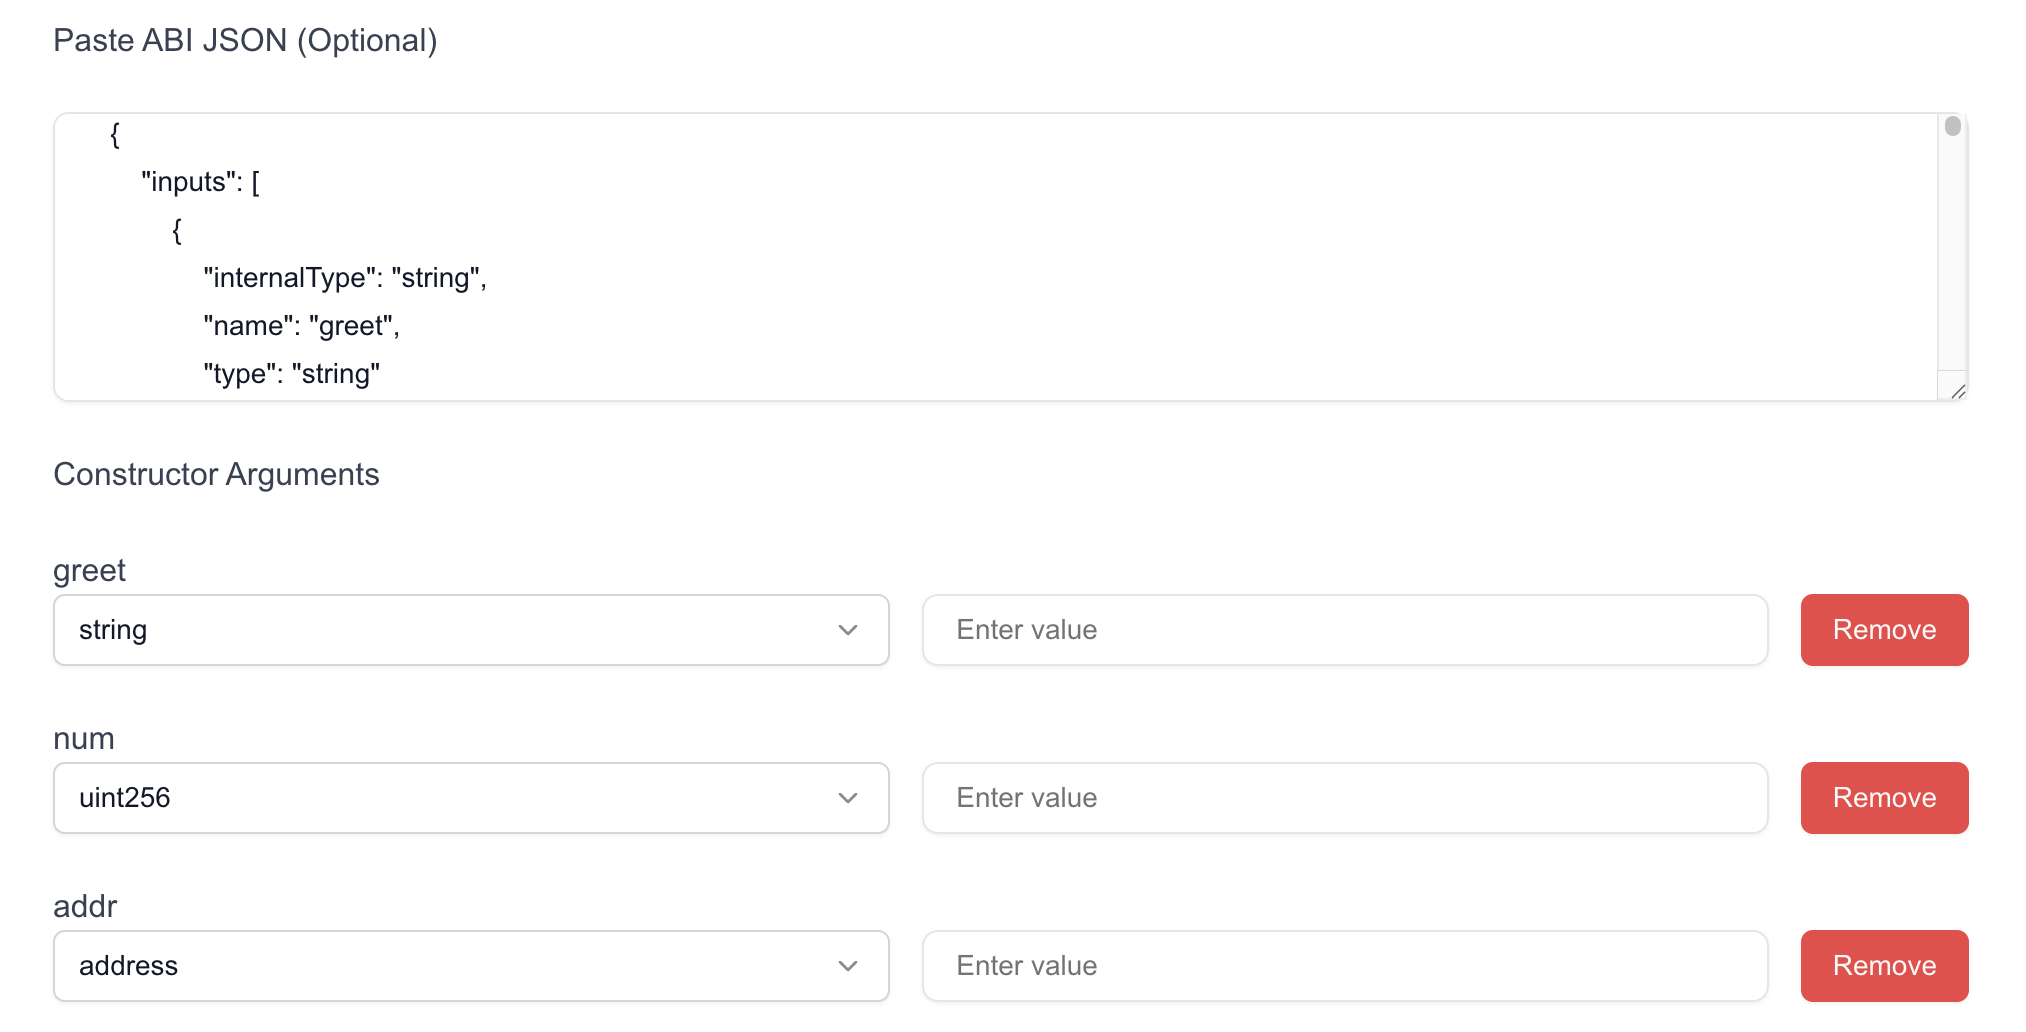 Paste ABI JSON (Optional)
{
"inputs": [
{
"internalType": "string",
"name": "greet",
"type": "string"
Constructor Arguments
greet
string
Enter value
Remove
num
uint256
Enter value
Remove
addr
address
Enter value
Remove